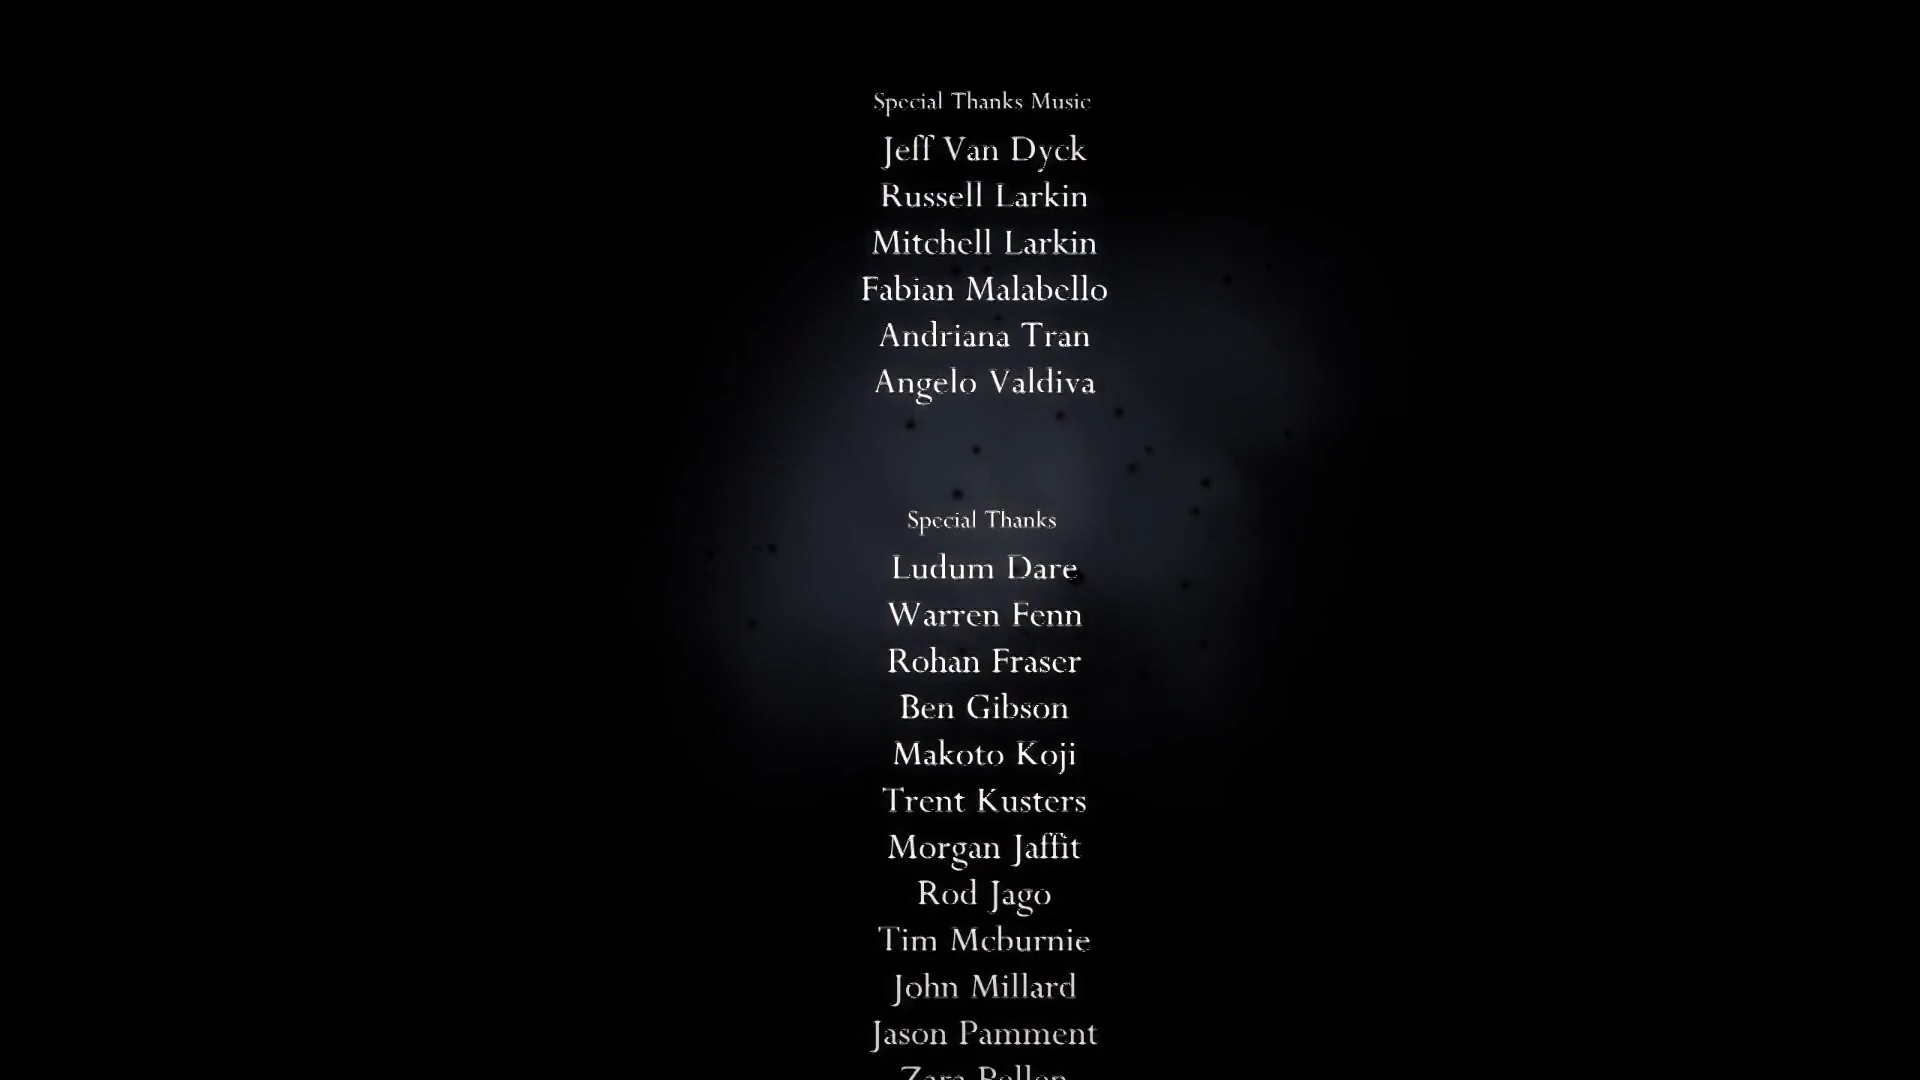 Special Thanks Music
Jeff Van Dyck
Russell Larkin
Mitchell Larkin
Fabian Malabello
Andriana Tran
Angelo Valdiva
Special Thanks
Ludum Dare
Warren Fenn
Rohan Fraser
Ben Gibson
Makoto Koji
Trent Kusters
Morgan Jaffit
Rod Jago
Tim Mcburnie
John Millard
Jason Pamment
Zara